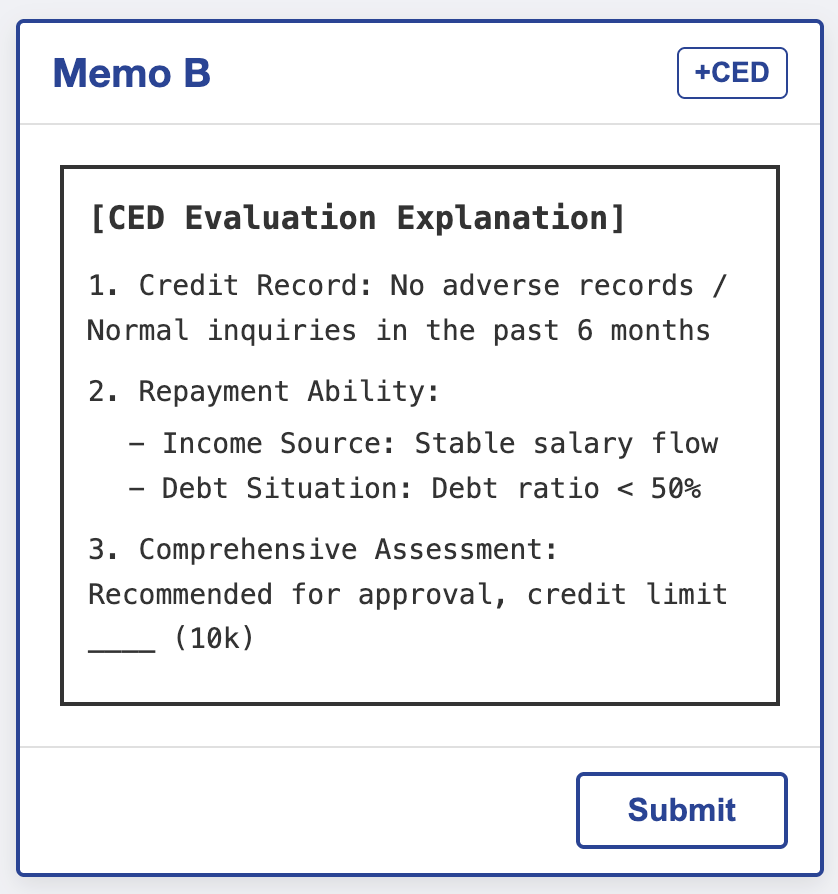 Memo B
+CED
[CED Evaluation Explanation]
1. Credit Record: No adverse records /
Normal inquiries in the past 6 months
2. Repayment Ability:
– Income Source: Stable salary flow
– Debt Situation: Debt ratio < 50%
3. Comprehensive Assessment:
Recommended for approval, credit limit
____ (10k)
Submit